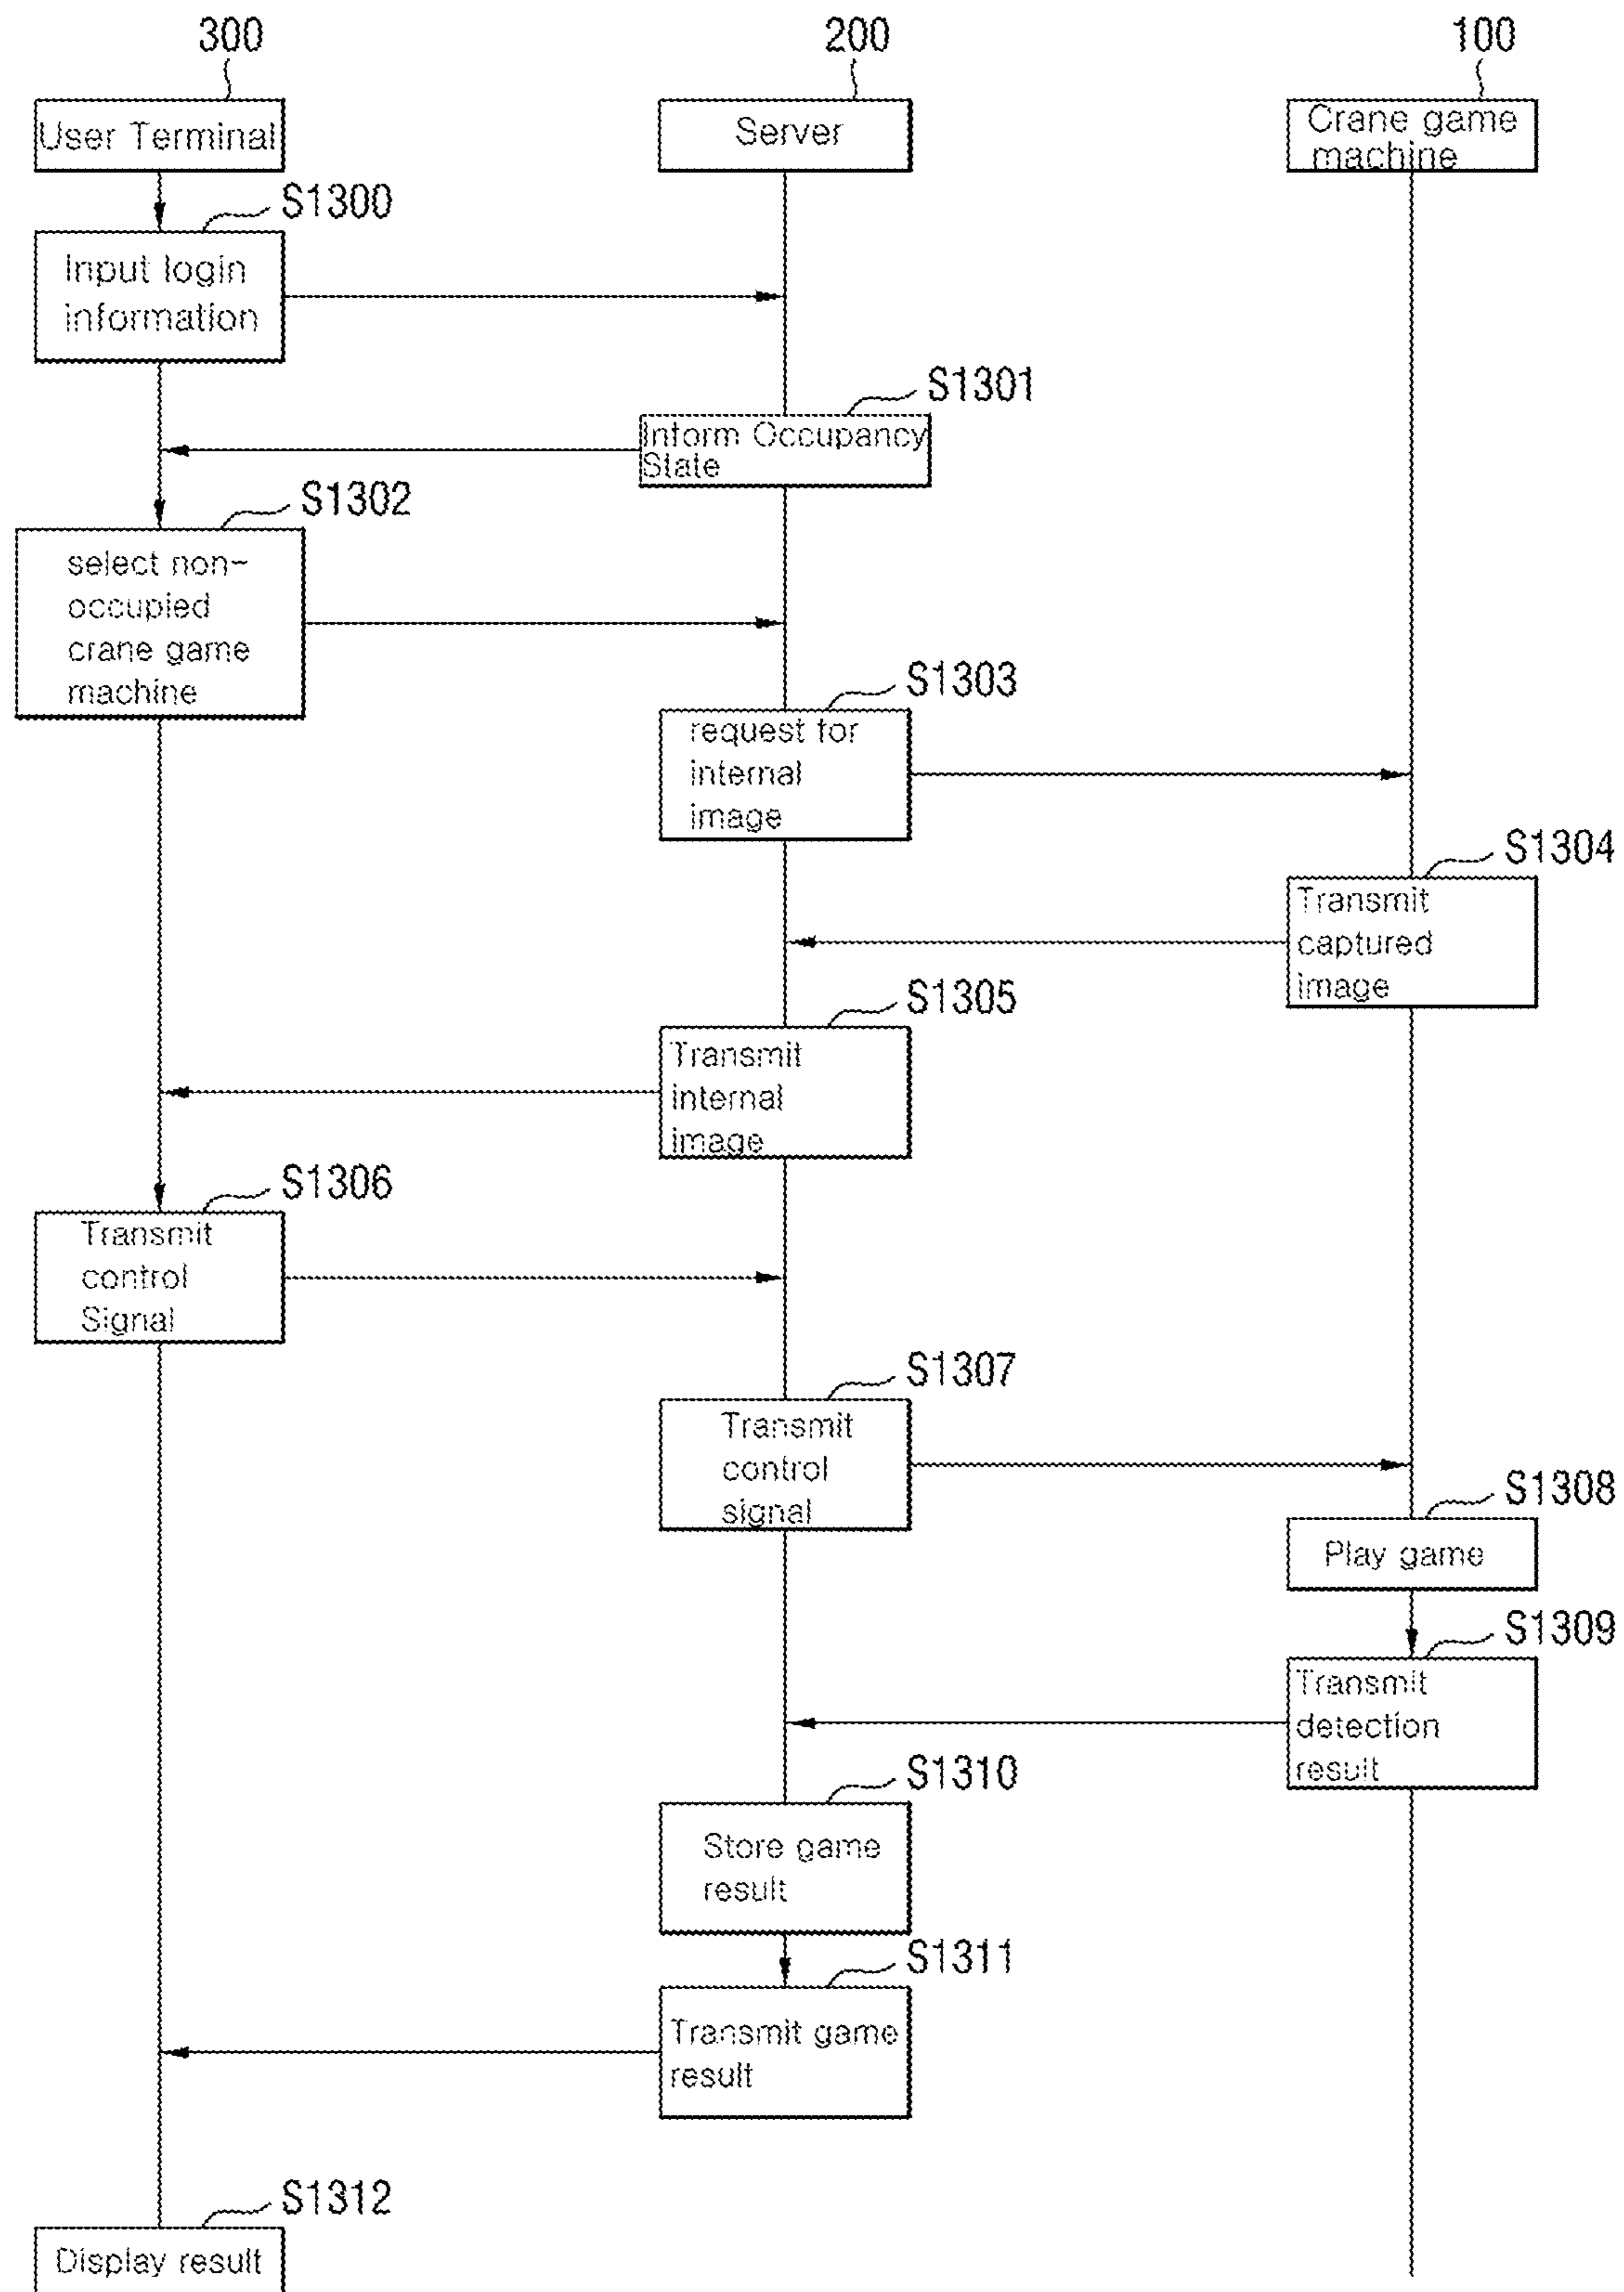 300
200
100
User Terminal
Server
Crane game
machine
S1300
Input login
information
S1301
Inform Occupancy
State
S1302
select non-
occupied
crane game
machine
S1303
request for
internal
image
S1304
Transmit
captured
image
S1305
Transmit
internal
image
S1306
Transmit
control
Signal
S1307
Transmit
control
signal
S1308
Play game
S1309
Transmit
detection
result
S1310
Store game
result
S1311
Transmit game
result
S1312
Display result